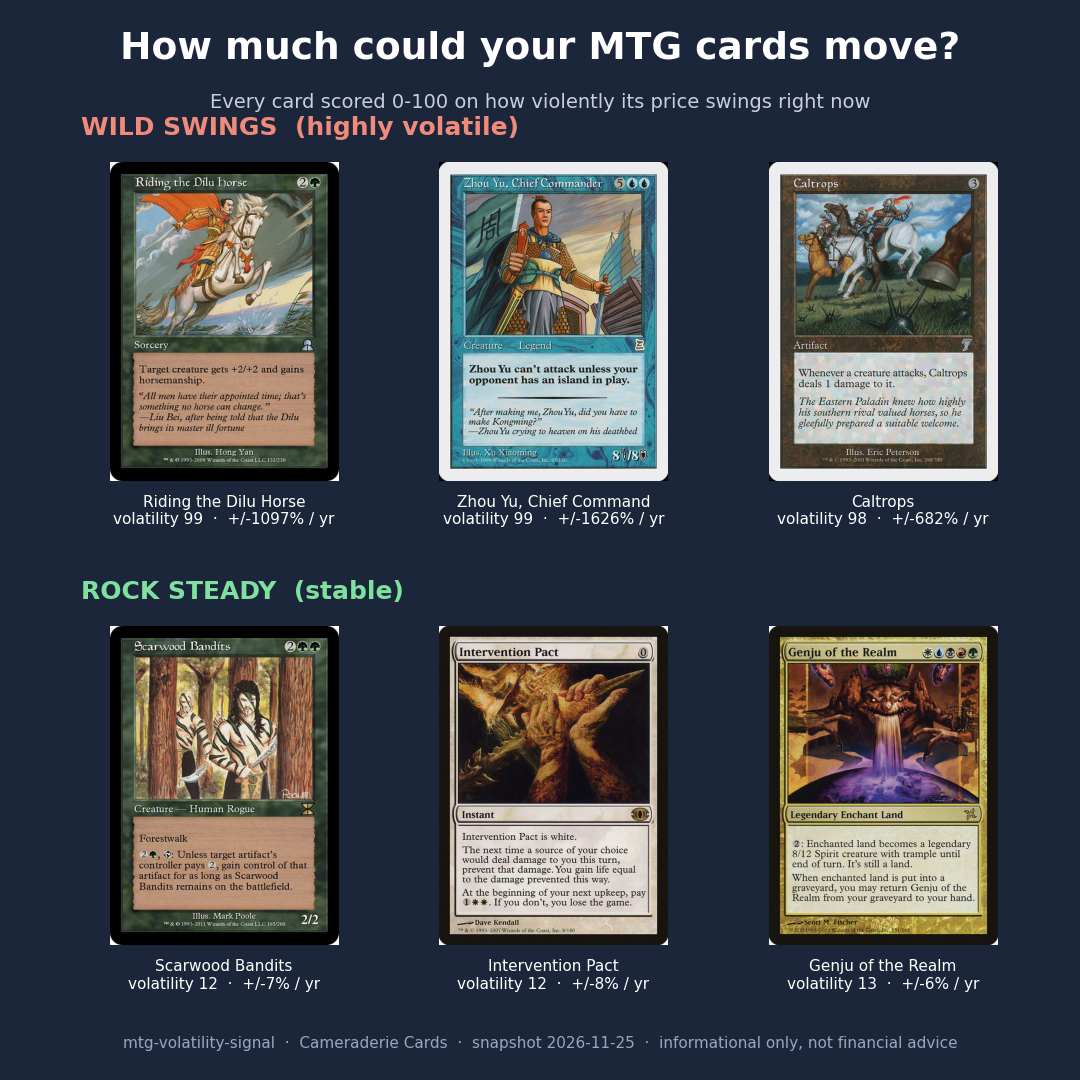 How much could your MTG cards move?
Every card scored 0-100 on how violently its price swings right now
WILD SWINGS (highly volatile)
Riding the Dilu Horse 2
Sorcery
Target creature gets +2/+2 and gains
horsemanship.
"All men have their appointed time; that's
something no horse can change."
—Liu Bei, after being told that the Dilu
brings its master ill fortune
Illus. Hong Yan
Riding the Dilu Horse
volatility 99 · +/-1097% / yr
Zhou Yu, Chief Commander 5
周
Creature — Legend
Zhou Yu can't attack unless your
opponent has an island in play.
"After making me, Zhou Yu, did you have to
make Kongming?"
—Zhou Yu crying to heaven on his deathbed
Illus. Xu Xiaoming
8/8
Zhou Yu, Chief Command
volatility 99 · +/-1626% / yr
Caltrops 3
Artifact
Whenever a creature attacks, Caltrops
deals 1 damage to it.
The Eastern Paladin knew how highly
his southern rival valued horses, so he
gleefully prepared a suitable welcome.
Illus. Eric Peterson
Caltrops
volatility 98 · +/-682% / yr
ROCK STEADY (stable)
Scarwood Bandits 2
Creature — Human Rogue
Forestwalk
2, : Unless target artifact's
controller pays 2, gain control of that
artifact for as long as Scarwood
Bandits remains on the battlefield.
Illus. Mark Poole
2/2
Scarwood Bandits
volatility 12 · +/-7% / yr
Intervention Pact 0
Instant
Intervention Pact is white.
The next time a source of your choice
would deal damage to you this turn,
prevent that damage. You gain life equal
to the damage prevented this way.
At the beginning of your next upkeep, pay
1. If you don't, you lose the game.
Dave Kendall
Intervention Pact
volatility 12 · +/-8% / yr
Genju of the Realm
Legendary Enchant Land
2: Enchanted land becomes a legendary
8/12 Spirit creature with trample until
end of turn. It's still a land.
When enchanted land is put into a
graveyard, you may return Genju of the
Realm from your graveyard to your hand.
Scott M. Fischer
Genju of the Realm
volatility 13 · +/-6% / yr
mtg-volatility-signal · Cameraderie Cards · snapshot 2026-11-25 · informational only, not financial advice